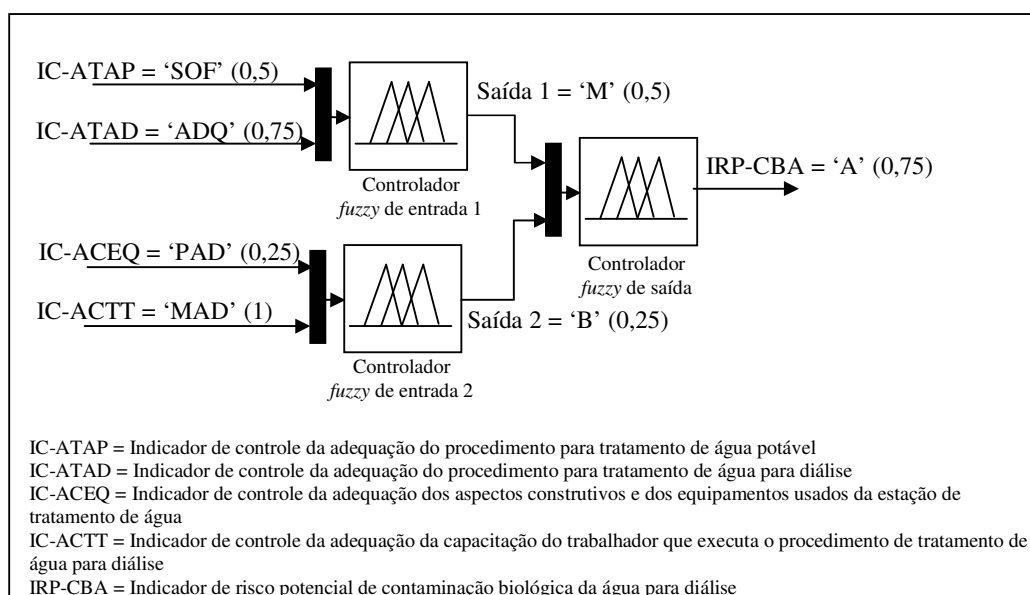 IC-ATAP = ‘SOF’ (0,5)
IC-ATAD = ‘ADQ’ (0,75)
Controlador
fuzzy de entrada 1
Saída 1 = ‘M’ (0,5)
IC-ACEQ = ‘PAD’ (0,25)
IC-ACTT = ‘MAD’ (1)
Controlador
fuzzy de entrada 2
Saída 2 = ‘B’ (0,25)
Controlador
fuzzy de saída
IRP-CBA = ‘A’ (0,75)
IC-ATAP = Indicador de controle da adequação do procedimento para tratamento de água potável
IC-ATAD = Indicador de controle da adequação do procedimento para tratamento de água para diálise
IC-ACEQ = Indicador de controle da adequação dos aspectos construtivos e dos equipamentos usados da estação de
tratamento de água
IC-ACTT = Indicador de controle da adequação da capacitação do trabalhador que executa o procedimento de tratamento de
água para diálise
IRP-CBA = Indicador de risco potencial de contaminação biológica da água para diálise